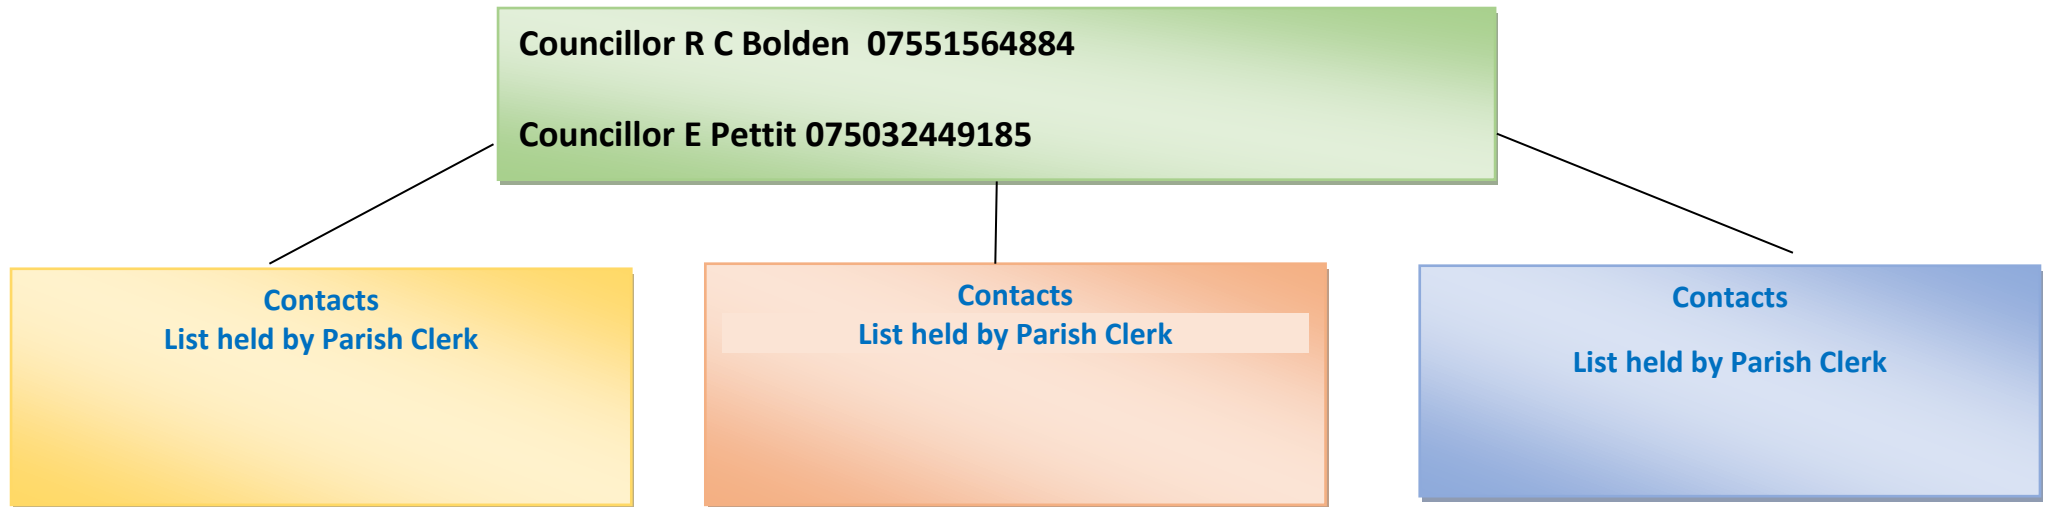 Councillor R C Bolden  07551564884
Councillor E Pettit 075032449185
Contacts
List held by Parish Clerk
Contacts
List held by Parish Clerk
Contacts
List held by Parish Clerk